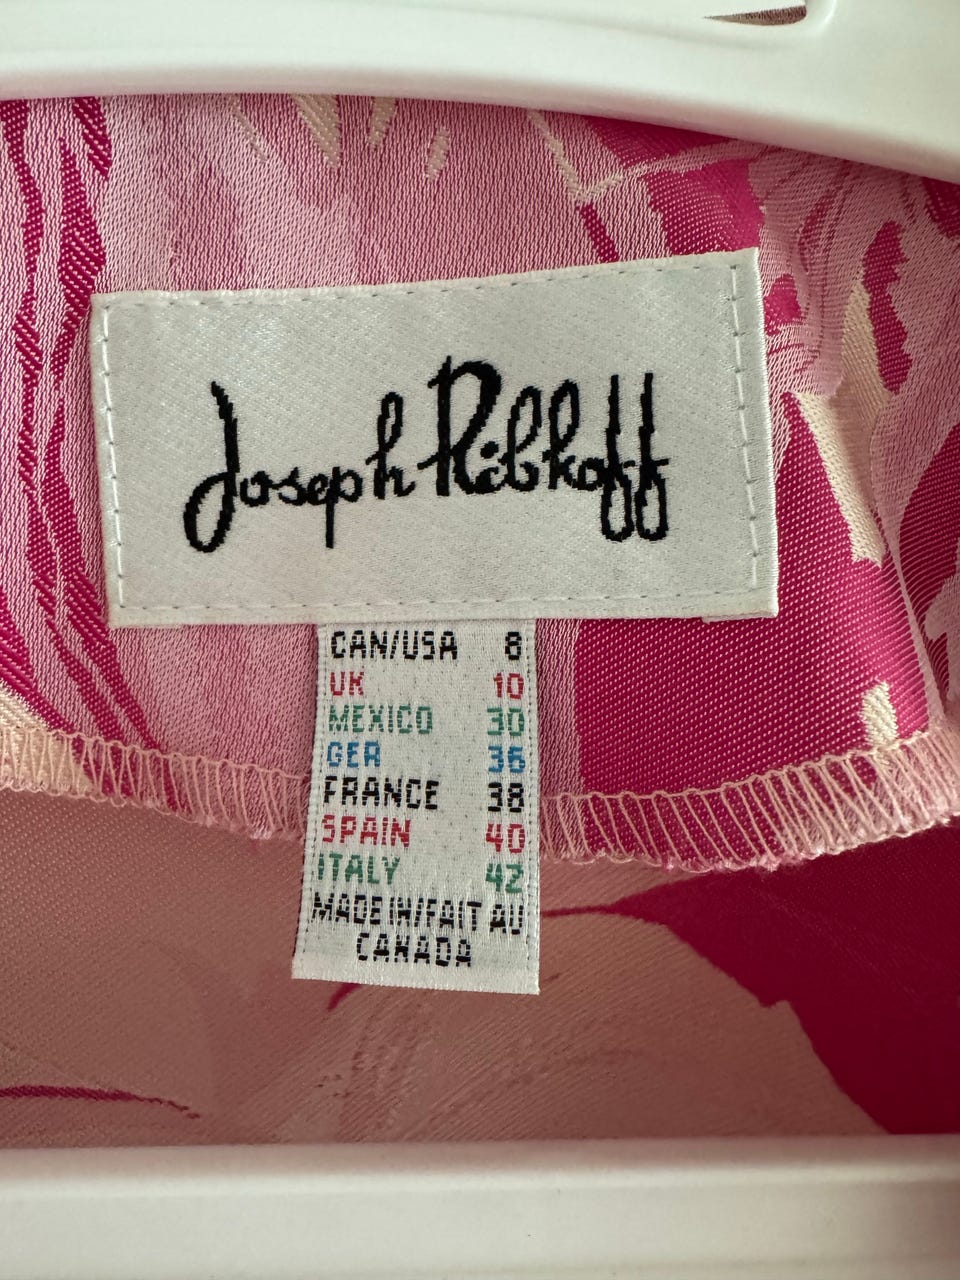 Joseph Ribkoff
CAN/USA 8
UK 10
MEXICO 30
GER 36
FRANCE 38
SPAIN 40
ITALY 42
MADE IN/FAIT AU
CANADA